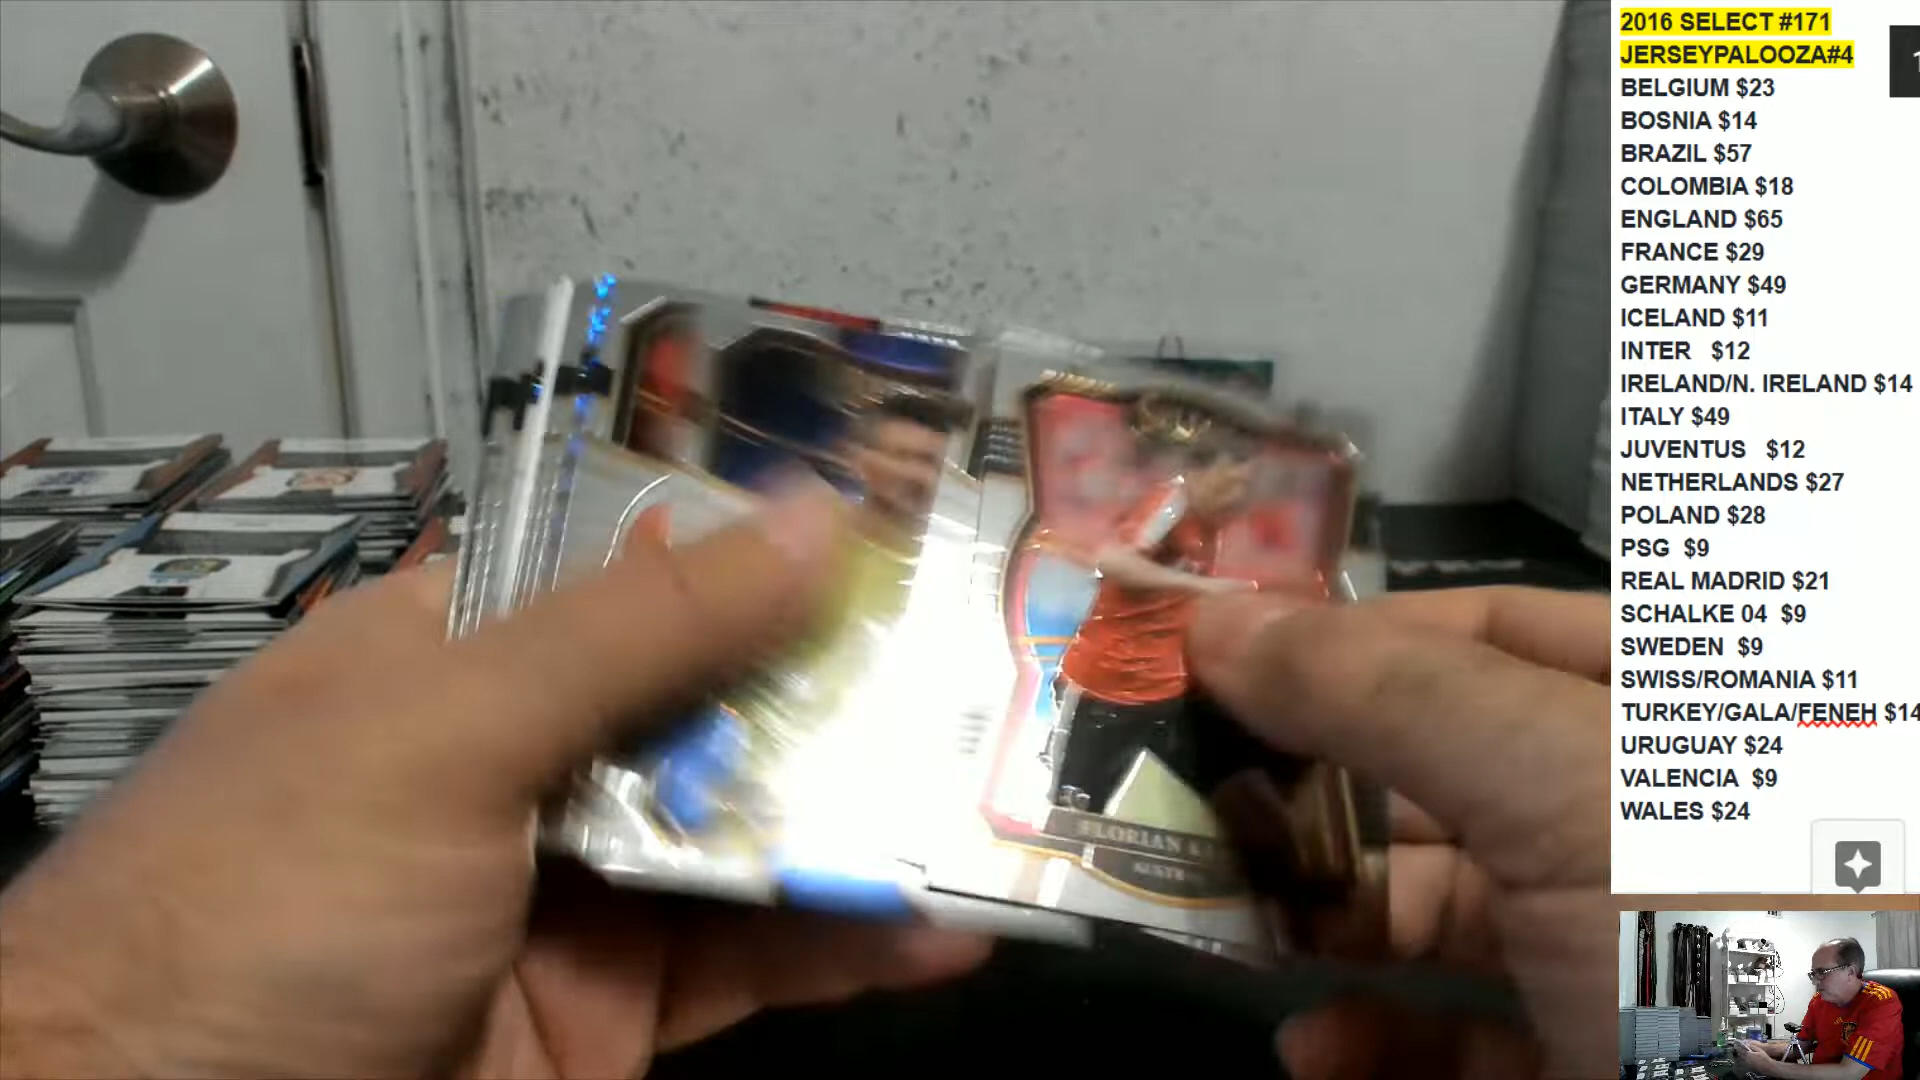 2016 SELECT #171
JERSEYPALOOZA#4
BELGIUM $23
BOSNIA $14
BRAZIL $57
COLOMBIA $18
ENGLAND $65
FRANCE $29
GERMANY $49
ICELAND $11
INTER $12
IRELAND/N. IRELAND $14
ITALY $49
JUVENTUS $12
NETHERLANDS $27
POLAND $28
PSG $9
REAL MADRID $21
SCHALKE 04 $9
SWEDEN $9
SWISS/ROMANIA $11
TURKEY/GALA/FENEH $14
URUGUAY $24
VALENCIA $9
WALES $24
FLORIAN